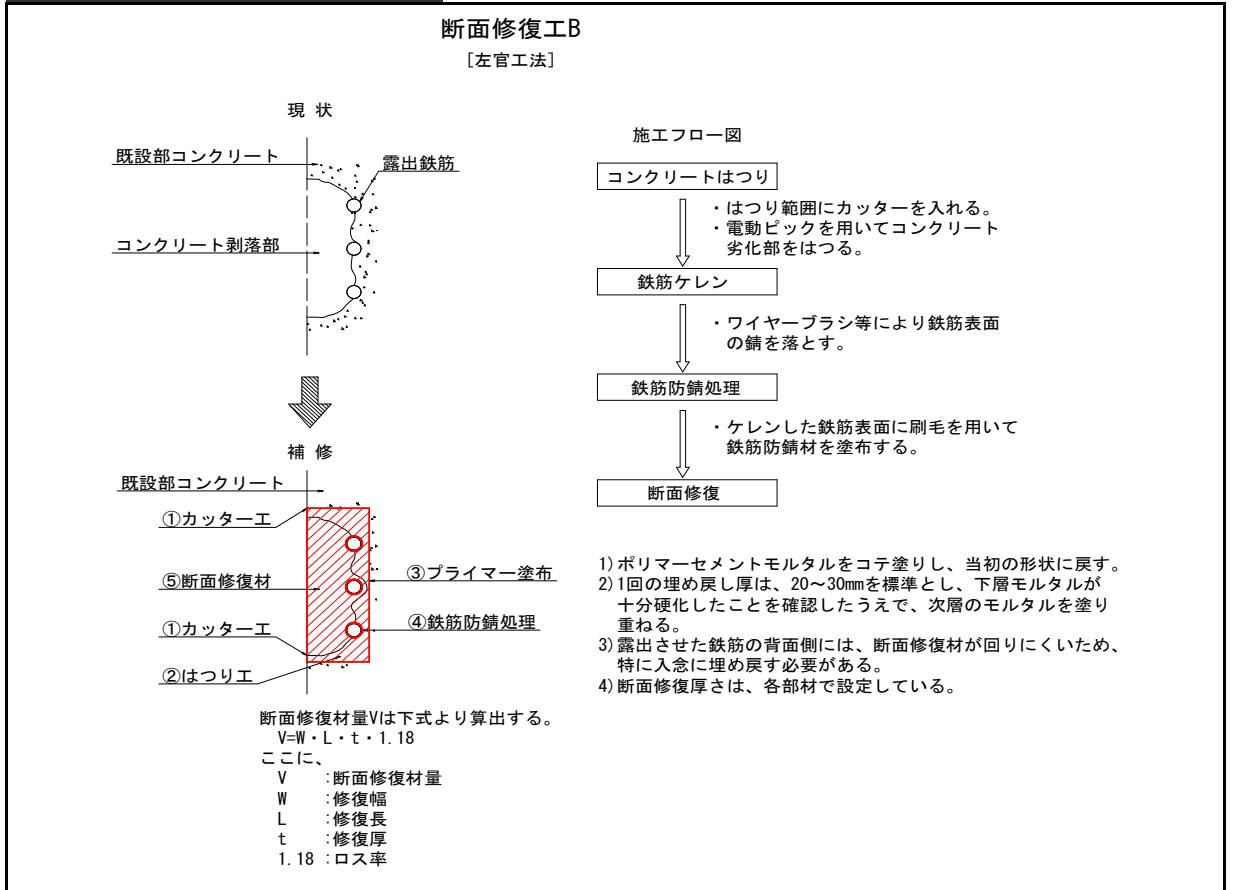 断面修復工B
[左官工法]
現 状
既設部コンクリート
露出鉄筋
コンクリート剥落部
補 修
既設部コンクリート
①カッター工
⑤断面修復材
③プライマー塗布
④鉄筋防錆処理
①カッター工
②はつり工
断面修復材量Vは下式より算出する。
V=W・L・t・1.18
ここに、
V :断面修復材量
W :修復幅
L :修復長
t :修復厚
1.18 :ロス率
施工フロー図
コンクリートはつり
・はつり範囲にカッターを入れる。
・電動ピックを用いてコンクリート
劣化部をはつる。
鉄筋ケレン
・ワイヤーブラシ等により鉄筋表面
の錆を落とす。
鉄筋防錆処理
・ケレンした鉄筋表面に刷毛を用いて
鉄筋防錆材を塗布する。
断面修復
1)ポリマーセメントモルタルをコテ塗りし、当初の形状に戻す。
2)1回の埋め戻し厚は、20～30mmを標準とし、下層モルタルが
十分硬化したことを確認したうえで、次層のモルタルを塗り
重ねる。
3)露出させた鉄筋の背面側には、断面修復材が回りにくいため、
特に入念に埋め戻す必要がある。
4)断面修復厚さは、各部材で設定している。